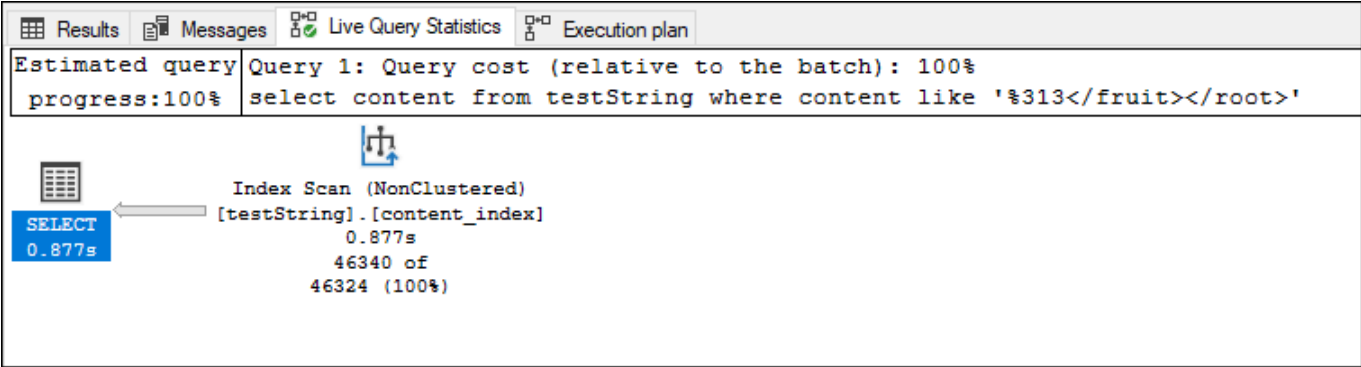 Results Messages Live Query Statistics Execution plan
Estimated query
progress:100%
Query 1: Query cost (relative to the batch): 100%
select content from testString where content like '%313</fruit></root>'
SELECT
0.877s
Index Scan (NonClustered)
[testString].[content_index]
0.877s
46340 of
46324 (100%)